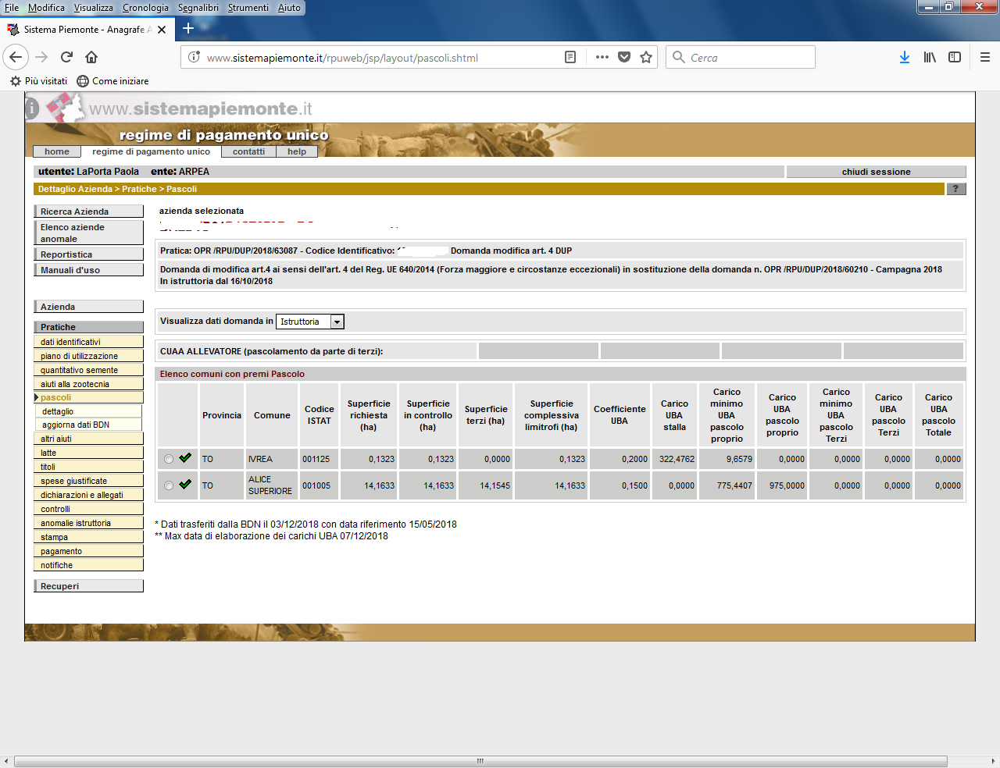 File Modifica Visualizza Cronologia Segnalibri Strumenti Aiuto
Sistema Piemonte - Anagrafe A
www.sistemapiemonte.it/rpuweb/jsp/layout/pascoli.shtml
Cerca
Più visitati Come iniziare
www.sistemapiemonte.it
regime di pagamento unico
home regime di pagamento unico contatti help
utente: LaPorta Paola ente: ARPEA chiudi sessione
Dettaglio Azienda > Pratiche > Pascoli ?
Ricerca Azienda
Elenco aziende
anomale
Reportistica
Manuali d'uso
Azienda
Pratiche
dati identificativi
piano di utilizzazione
quantitativo semente
aiuti alla zootecnia
pascoli
dettaglio
aggiorna dati BDN
altri aiuti
latte
titoli
spese giustificate
dichiarazioni e allegati
controlli
anomalie istruttoria
stampa
pagamento
notifiche
Recuperi
azienda selezionata
Pratica: OPR /RPU/DUP/2018/63087 - Codice Identificativo: Domanda modifica art. 4 DUP
Domanda di modifica art.4 ai sensi dell'art. 4 del Reg. UE 640/2014 (Forza maggiore e circostanze eccezionali) in sostituzione della domanda n. OPR /RPU/DUP/2018/60210 - Campagna 2018
In istruttoria dal 16/10/2018
Visualizza dati domanda in Istruttoria
CUAA ALLEVATORE (pascolamento da parte di terzi):
Elenco comuni con premi Pascolo
Provincia Comune Codice ISTAT Superficie richiesta (ha) Superficie in controllo (ha) Superficie terzi (ha) Superficie complessiva limitrofi (ha) Coefficiente UBA Carico UBA stalla Carico minimo UBA pascolo proprio Carico UBA pascolo proprio Carico minimo UBA pascolo Terzi Carico UBA pascolo Terzi Carico UBA pascolo Totale
TO IVREA 001125 0,1323 0,1323 0,0000 0,1323 0,2000 322,4762 9,6579 0,0000 0,0000 0,0000 0,0000
TO ALICE SUPERIORE 001005 14,1633 14,1633 14,1545 14,1633 0,1500 0,0000 775,4407 975,0000 0,0000 0,0000 0,0000
* Dati trasferiti dalla BDN il 03/12/2018 con data riferimento 15/05/2018
** Max data di elaborazione dei carichi UBA 07/12/2018